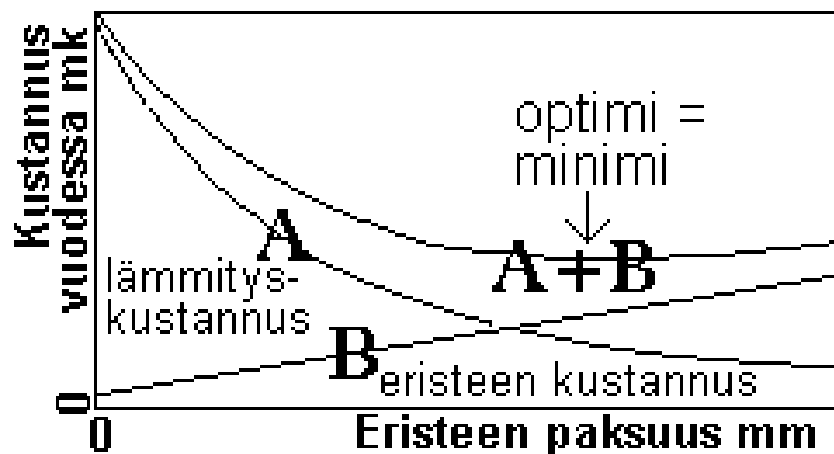 Kustannus
vuodessa mk
optimi =
minimi
A
A + B
lämmitys-
kustannus
B
eristeen kustannus
0
0
Eristeen paksuus mm